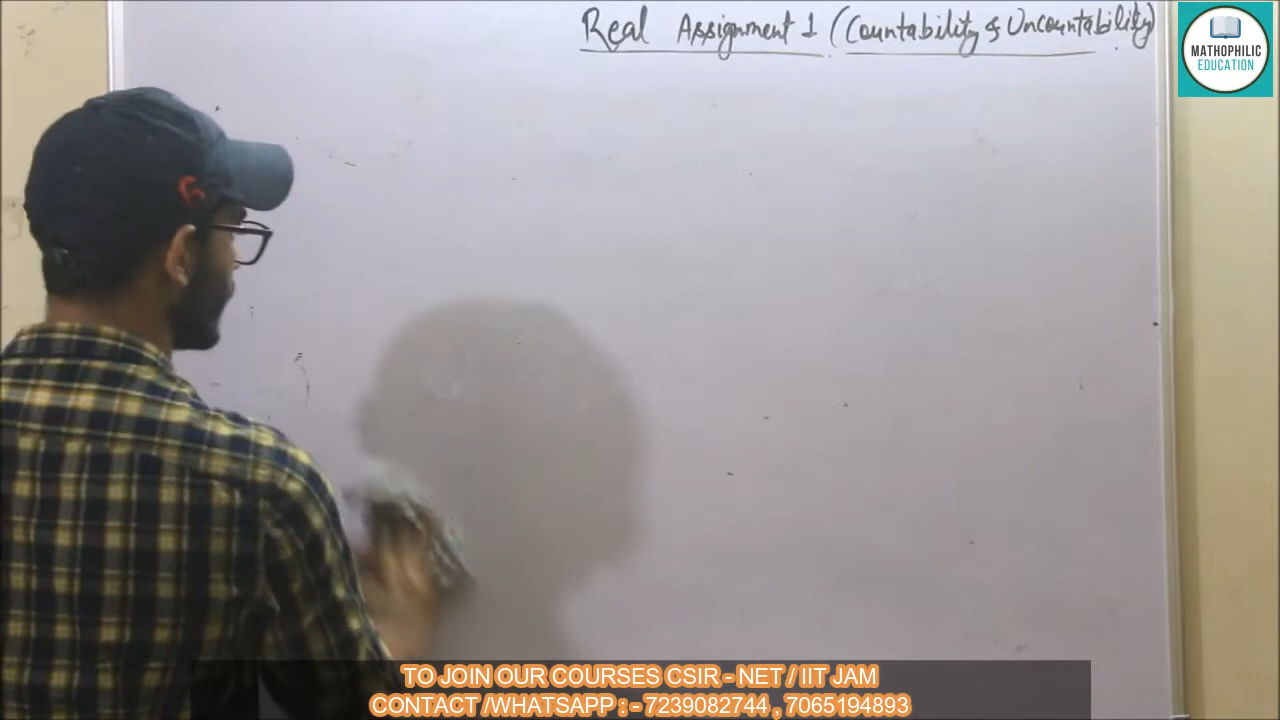 Real Assignment 1 (Countability & Uncountability)
MATHOPHILIC
EDUCATION
TO JOIN OUR COURSES CSIR - NET / IIT JAM
CONTACT /WHATSAPP : - 7239082744 , 7065194893